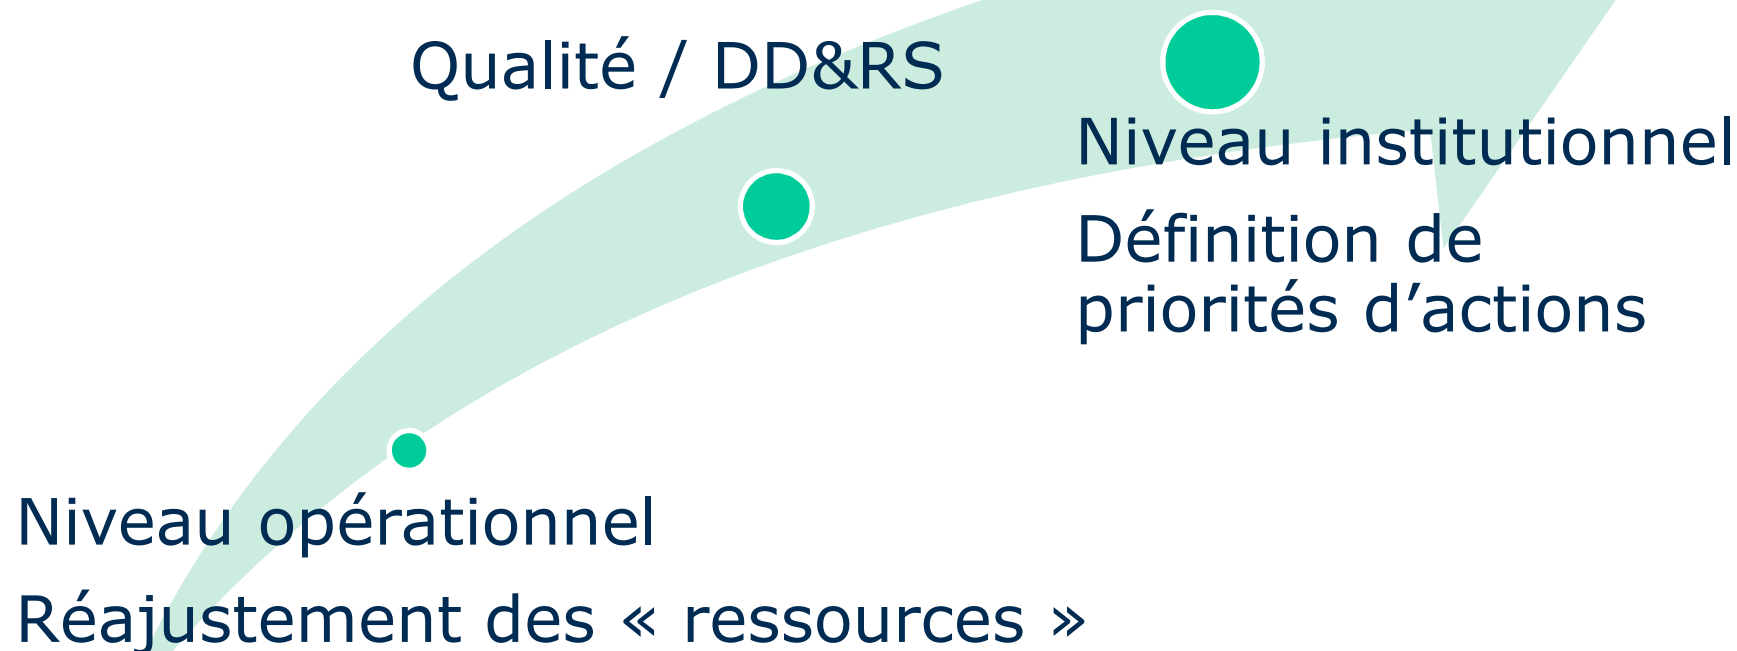 Qualité / DD&RS
Niveau institutionnel
Définition de
priorités d’actions
Niveau opérationnel
Réajustement des « ressources »